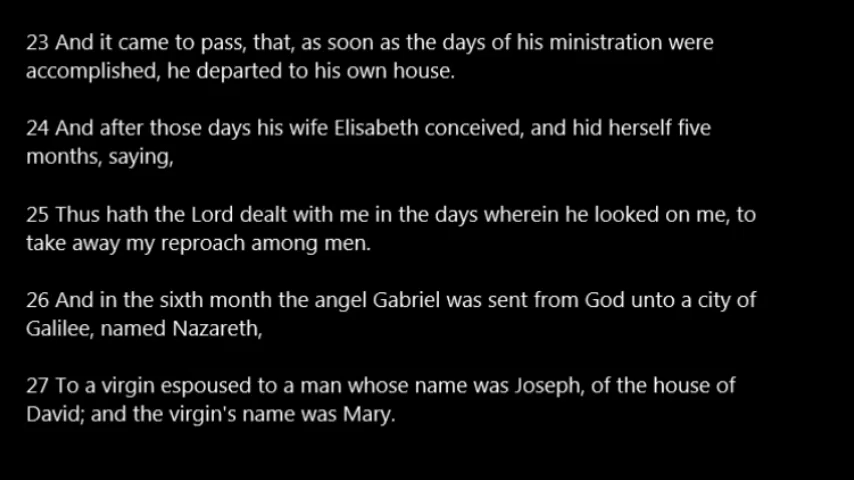 23 And it came to pass, that, as soon as the days of his ministration were
accomplished, he departed to his own house.
24 And after those days his wife Elisabeth conceived, and hid herself five
months, saying,
25 Thus hath the Lord dealt with me in the days wherein he looked on me, to
take away my reproach among men.
26 And in the sixth month the angel Gabriel was sent from God unto a city of
Galilee, named Nazareth,
27 To a virgin espoused to a man whose name was Joseph, of the house of
David; and the virgin's name was Mary.